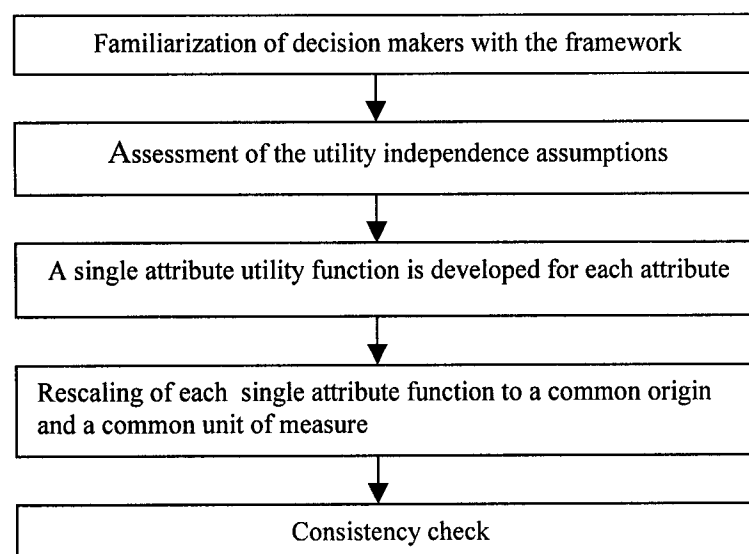 Familiarization of decision makers with the framework
Assessment of the utility independence assumptions
A single attribute utility function is developed for each attribute
Rescaling of each single attribute function to a common origin
and a common unit of measure
Consistency check